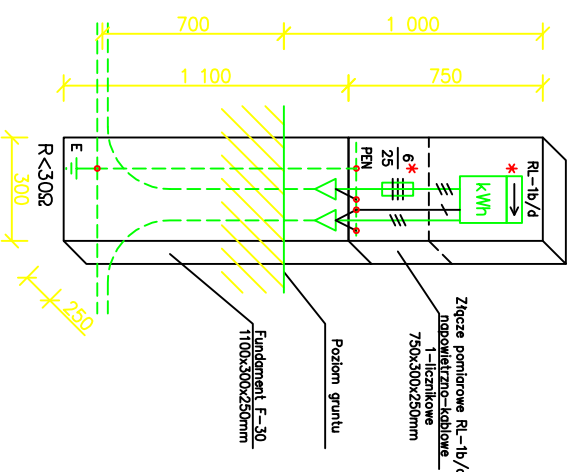 700
1 000
1 100
750
E
PEN
6*
25
kWh
*
RL-1b/d
R<30Ω
300
250
Złącze pomiarowe RL-1b/d
napowietrzno-kablowe
1-licznikowe
750x300x250mm
Poziom gruntu
Fundament F-30
1100x300x250mm